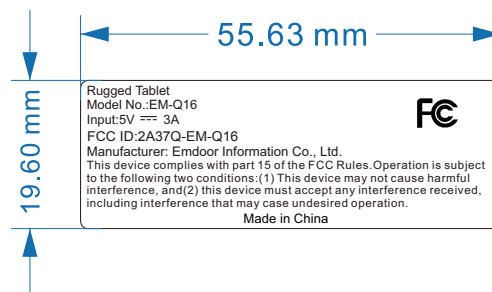 55.63 mm
19.60 mm
Rugged Tablet
Model No.:EM-Q16
Input:5V ⎓ 3A
FCC ID:2A37Q-EM-Q16
Manufacturer: Emdoor Information Co., Ltd.
This device complies with part 15 of the FCC Rules.Operation is subject
to the following two conditions:(1) This device may not cause harmful
interference, and(2) this device must accept any interference received,
including interference that may case undesired operation.
Made in China
FC